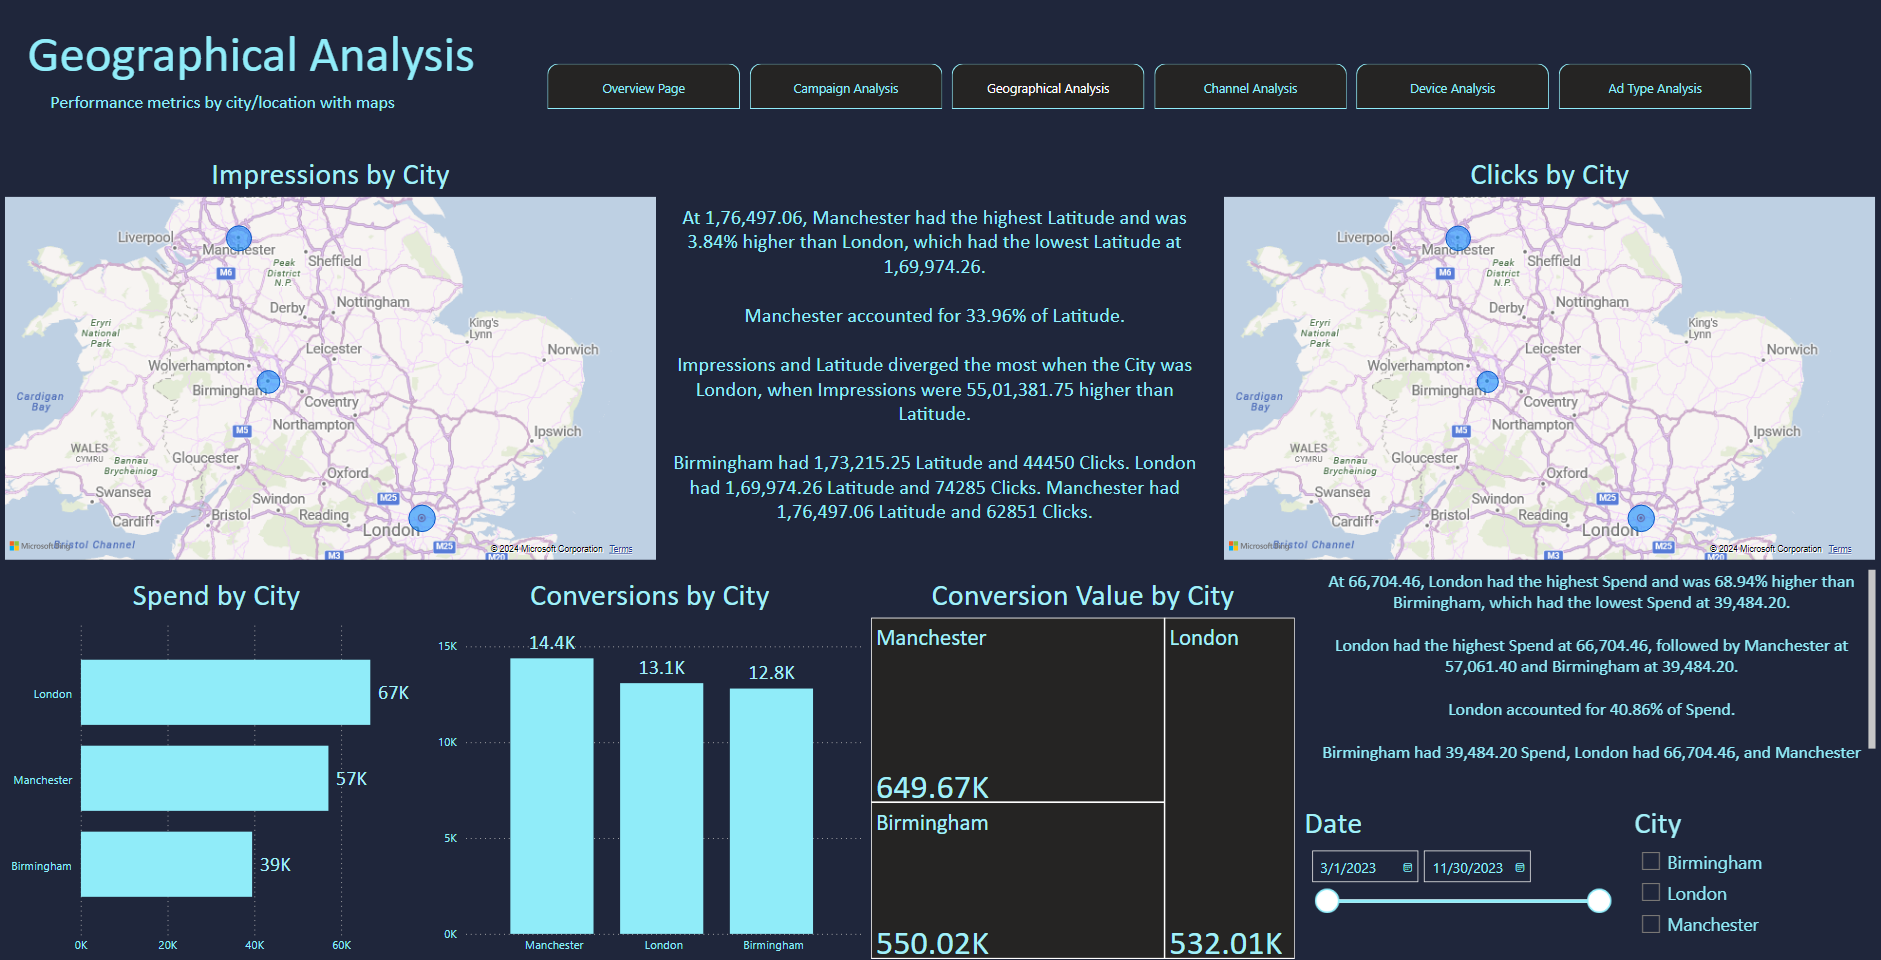 Geographical Analysis
Performance metrics by city/location with maps
Overview Page
Campaign Analysis
Geographical Analysis
Channel Analysis
Device Analysis
Ad Type Analysis
Impressions by City
Liverpool
Manchester
Sheffield
Peak
District
N.P.
M6
Derby
Nottingham
Eryri
National
Park
King's
Lynn
Norwich
Leicester
Wolverhampton
Birmingham
Coventry
Cardigan
Bay
Northampton
M5
Ipswich
WALES
CYMRU
Bannau
Brycheiniog
Gloucester
Oxford
Swansea
Swindon
M25
Cardiff
Bristol
Reading
London
Bristol Channel
M25
M3
M20
Microsoft Bing
© 2024 Microsoft Corporation Terms
At 1,76,497.06, Manchester had the highest Latitude and was
3.84% higher than London, which had the lowest Latitude at
1,69,974.26.
Manchester accounted for 33.96% of Latitude.
Impressions and Latitude diverged the most when the City was
London, when Impressions were 55,01,381.75 higher than
Latitude.
Birmingham had 1,73,215.25 Latitude and 44450 Clicks. London
had 1,69,974.26 Latitude and 74285 Clicks. Manchester had
1,76,497.06 Latitude and 62851 Clicks.
Clicks by City
Liverpool
Manchester
Sheffield
Peak
District
N.P.
M6
Derby
Nottingham
Eryri
National
Park
King's
Lynn
Norwich
Leicester
Wolverhampton
Birmingham
Coventry
Cardigan
Bay
Northampton
M5
Ipswich
WALES
CYMRU
Bannau
Brycheiniog
Gloucester
Oxford
Swansea
Swindon
M25
Cardiff
Bristol
Reading
London
Bristol Channel
M25
M3
M20
Microsoft Bing
© 2024 Microsoft Corporation Terms
Spend by City
London
67K
Manchester
57K
Birmingham
39K
0K 20K 40K 60K
Conversions by City
15K
10K
5K
0K
14.4K
13.1K
12.8K
Manchester London Birmingham
Conversion Value by City
Manchester
649.67K
Birmingham
550.02K
London
532.01K
At 66,704.46, London had the highest Spend and was 68.94% higher than
Birmingham, which had the lowest Spend at 39,484.20.
London had the highest Spend at 66,704.46, followed by Manchester at
57,061.40 and Birmingham at 39,484.20.
London accounted for 40.86% of Spend.
Birmingham had 39,484.20 Spend, London had 66,704.46, and Manchester
Date
3/1/2023
11/30/2023
City
Birmingham
London
Manchester